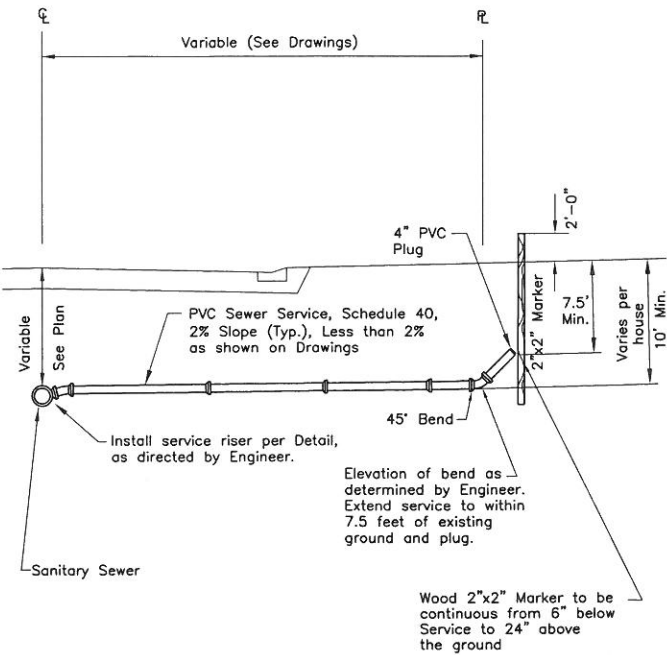 ℄
℞
Variable (See Drawings)
2'-0"
4" PVC
Plug
2"x2" Marker
7.5'
Min.
Varies per
house
10' Min.
Variable
See Plan
PVC Sewer Service, Schedule 40,
2% Slope (Typ.), Less than 2%
as shown on Drawings
45° Bend
Install service riser per Detail,
as directed by Engineer.
Elevation of bend as
determined by Engineer.
Extend service to within
7.5 feet of existing
ground and plug.
Sanitary Sewer
Wood 2"x2" Marker to be
continuous from 6" below
Service to 24" above
the ground